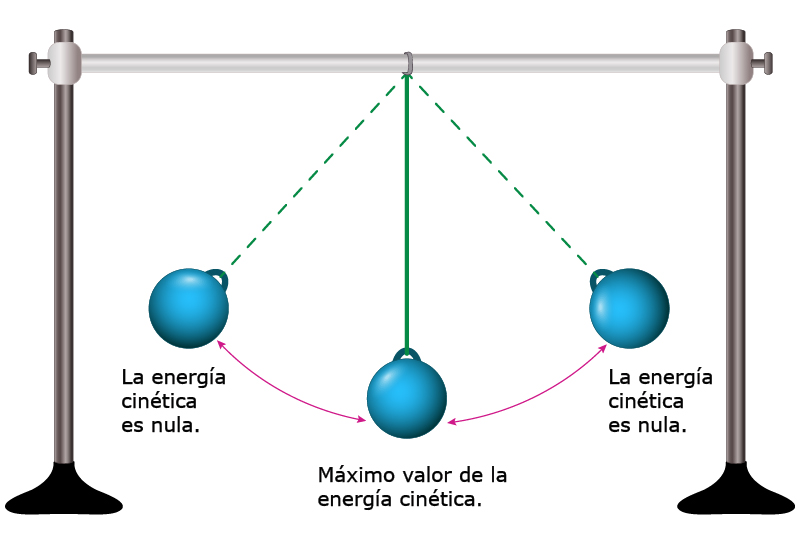 La energía
cinética
es nula.
La energía
cinética
es nula.
Máximo valor de la
energía cinética.